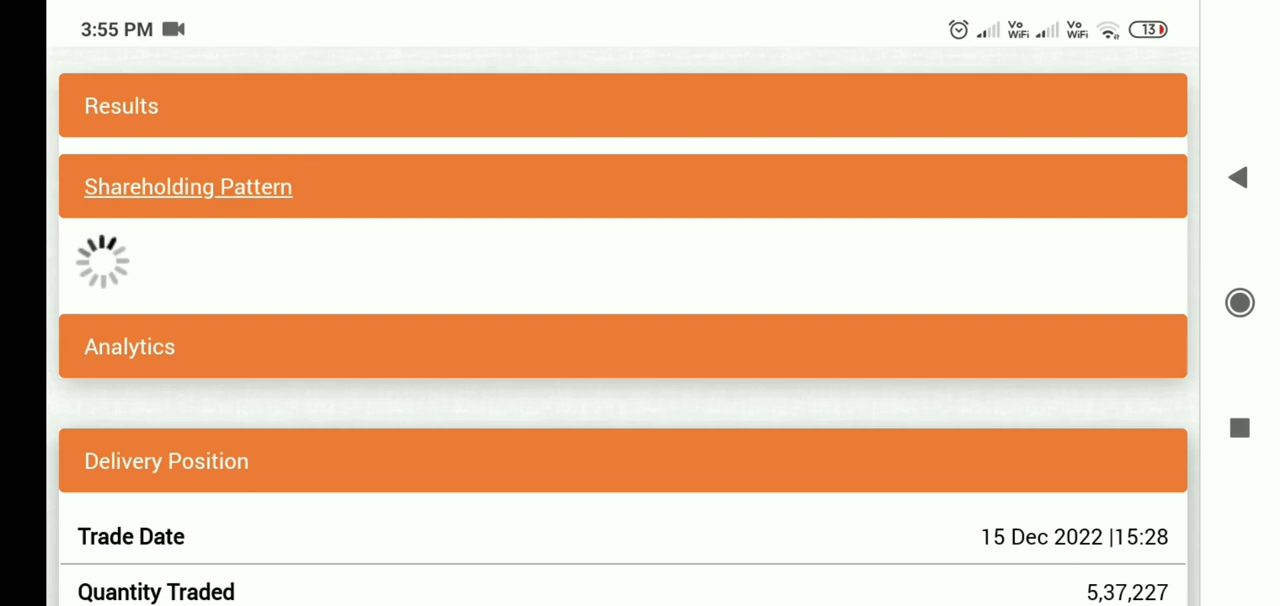 3:55 PM
Vo WiFi Vo WiFi 13
Results
Shareholding Pattern
Analytics
Delivery Position
Trade Date 15 Dec 2022 |15:28
Quantity Traded 5,37,227